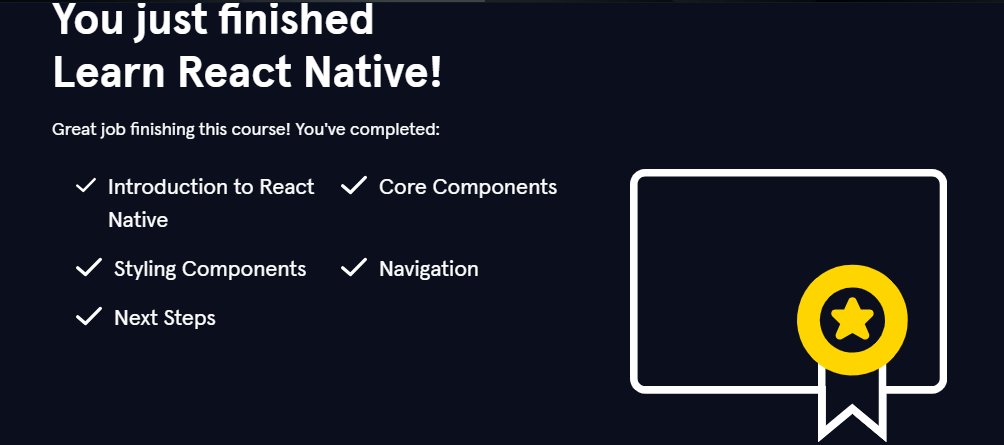 You just finished
Learn React Native!
Great job finishing this course! You've completed:
Introduction to React
Native
Core Components
Styling Components
Navigation
Next Steps